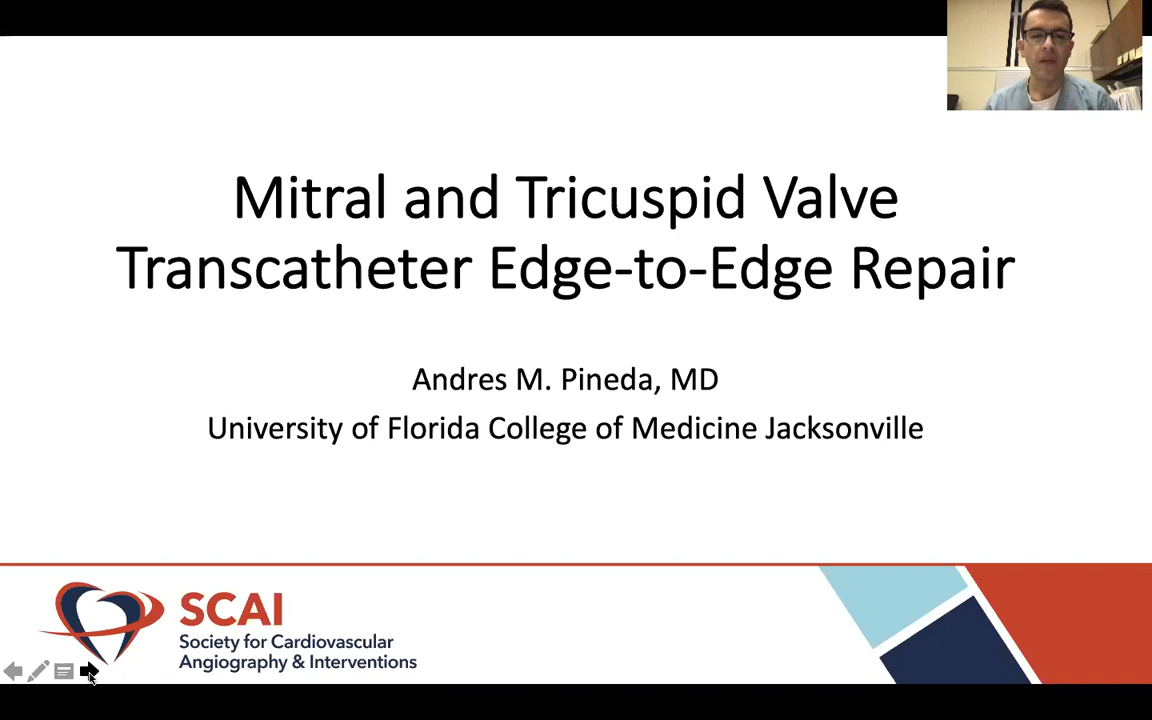 Mitral and Tricuspid Valve
Transcatheter Edge-to-Edge Repair
Andres M. Pineda, MD
University of Florida College of Medicine Jacksonville
SCAI
Society for Cardiovascular
Angiography & Interventions